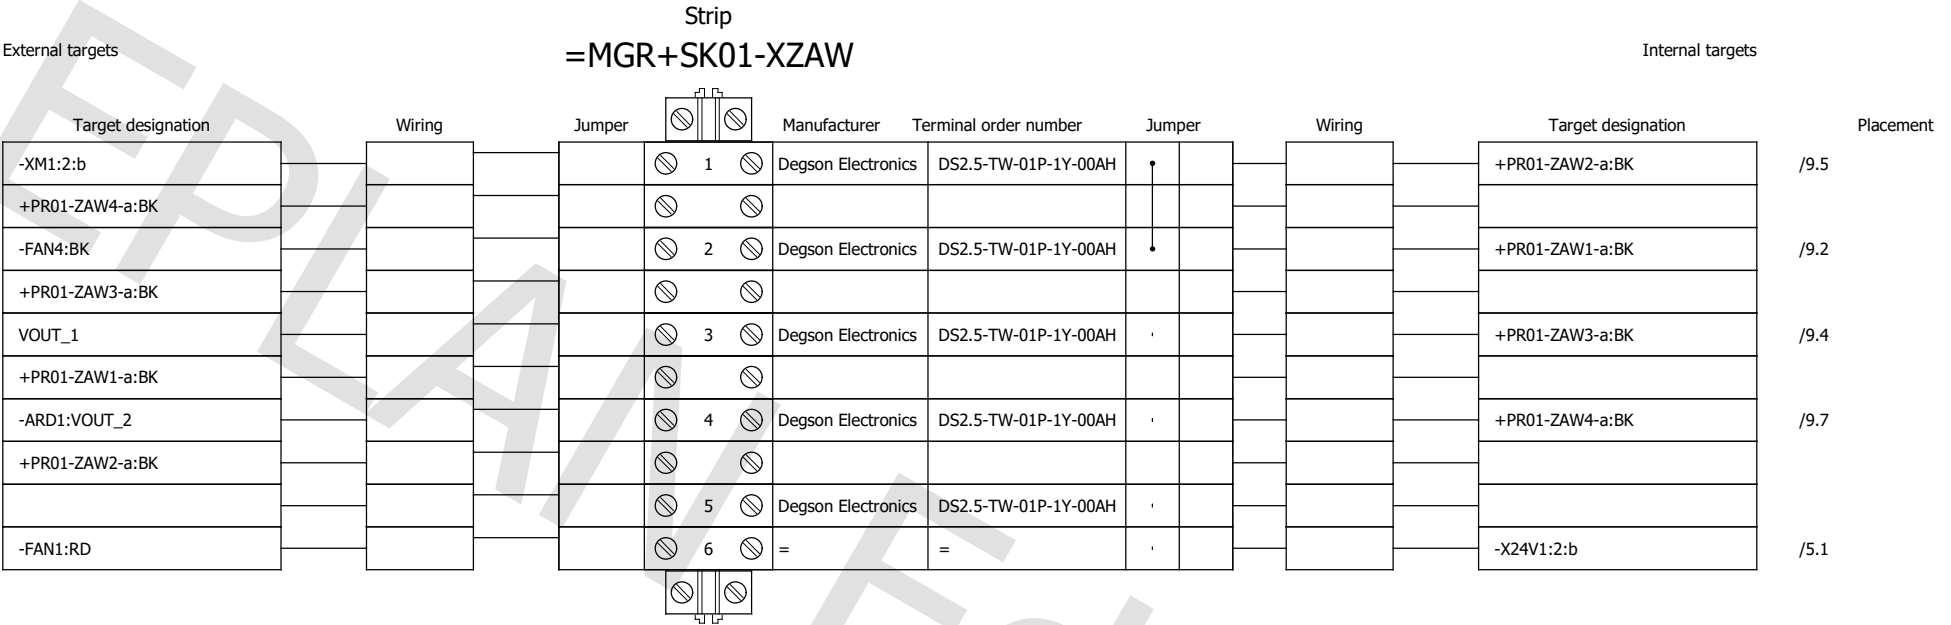 Strip
External targets
=MGR+SK01-XZAW
Internal targets
Target designation Wiring Jumper Manufacturer Terminal order number Jumper Wiring Target designation Placement
-XM1:2:b 1 Degson Electronics DS2.5-TW-01P-1Y-00AH +PR01-ZAW2-a:BK /9.5
+PR01-ZAW4-a:BK
-FAN4:BK 2 Degson Electronics DS2.5-TW-01P-1Y-00AH +PR01-ZAW1-a:BK /9.2
+PR01-ZAW3-a:BK
VOUT_1 3 Degson Electronics DS2.5-TW-01P-1Y-00AH +PR01-ZAW3-a:BK /9.4
+PR01-ZAW1-a:BK
-ARD1:VOUT_2 4 Degson Electronics DS2.5-TW-01P-1Y-00AH +PR01-ZAW4-a:BK /9.7
+PR01-ZAW2-a:BK
5 Degson Electronics DS2.5-TW-01P-1Y-00AH
-FAN1:RD 6 = = -X24V1:2:b /5.1
EPLAN